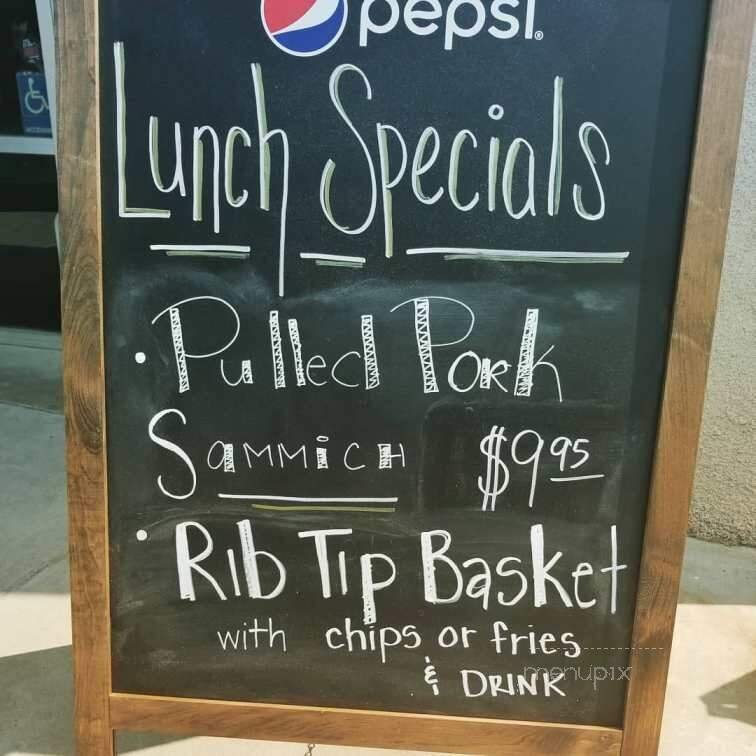 pepsi
Lunch Specials
• Pulled Pork
Sammich $9.95
• Rib Tip Basket
with chips or fries
& DRINK
menupix